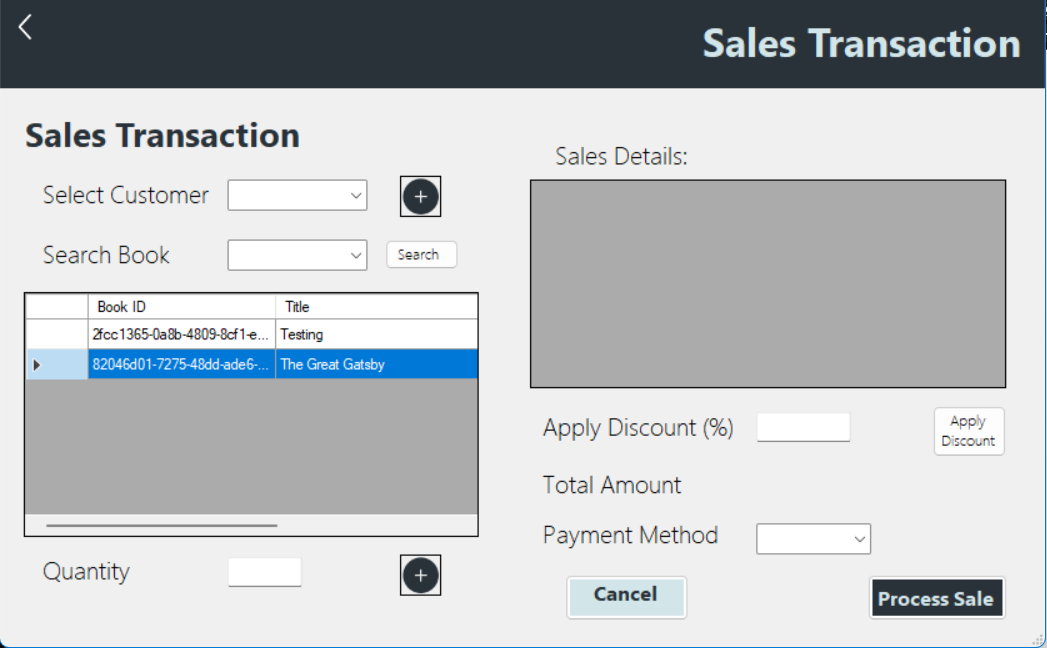 Sales Transaction
Sales Transaction
Select Customer
+
Search Book
Search
Book ID Title
2fcc1365-0a8b-4809-8cf1-e... Testing
82046d01-7275-48dd-ade6-... The Great Gatsby
Quantity
+
Sales Details:
Apply Discount (%)
Apply
Discount
Total Amount
Payment Method
Cancel
Process Sale